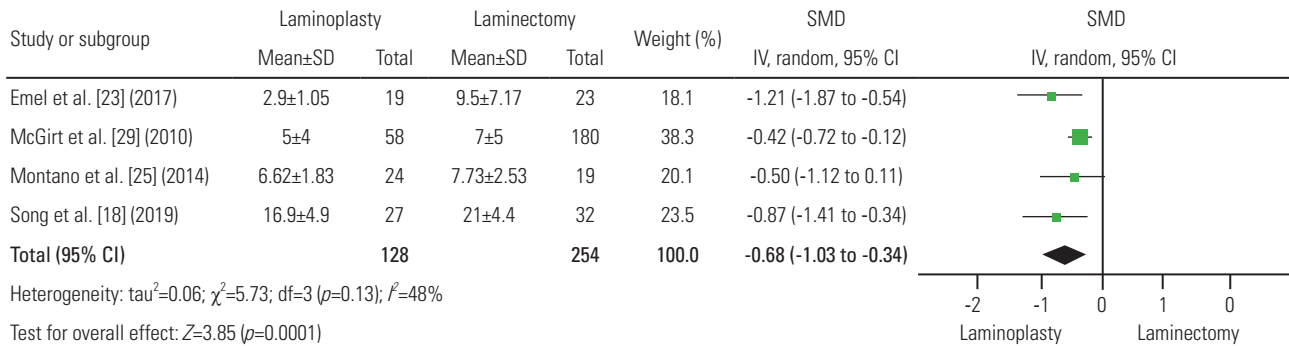 Study or subgroup Laminoplasty Laminectomy Weight (%) SMD SMD
Mean±SD Total Mean±SD Total IV, random, 95% CI IV, random, 95% CI
Emel et al. [23] (2017) 2.9±1.05 19 9.5±7.17 23 18.1 -1.21 (-1.87 to -0.54)
McGirt et al. [29] (2010) 5±4 58 7±5 180 38.3 -0.42 (-0.72 to -0.12)
Montano et al. [25] (2014) 6.62±1.83 24 7.73±2.53 19 20.1 -0.50 (-1.12 to 0.11)
Song et al. [18] (2019) 16.9±4.9 27 21±4.4 32 23.5 -0.87 (-1.41 to -0.34)
Total (95% CI) 128 254 100.0 -0.68 (-1.03 to -0.34)
Heterogeneity: tau²=0.06; χ²=5.73; df=3 (p=0.13); I²=48%
-2 -1 0 1 0
Test for overall effect: Z=3.85 (p=0.0001) Laminoplasty Laminectomy